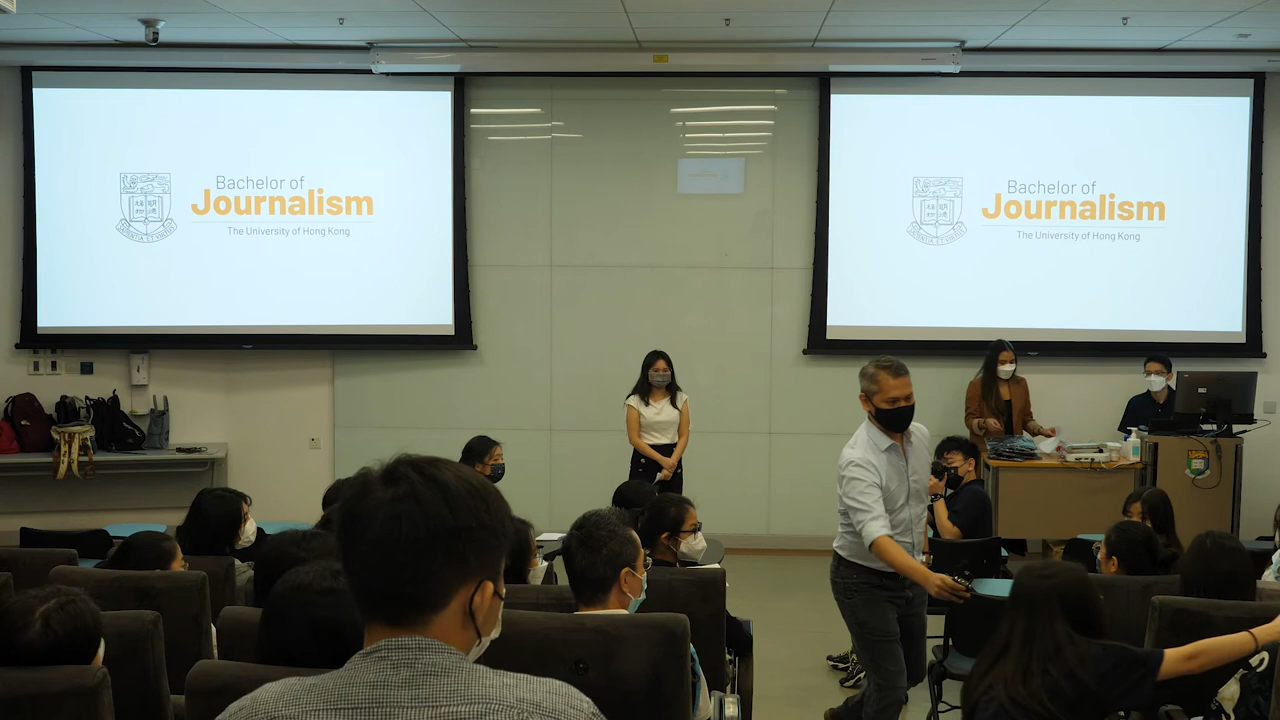 Bachelor of
Journalism
The University of Hong Kong
Bachelor of
Journalism
The University of Hong Kong